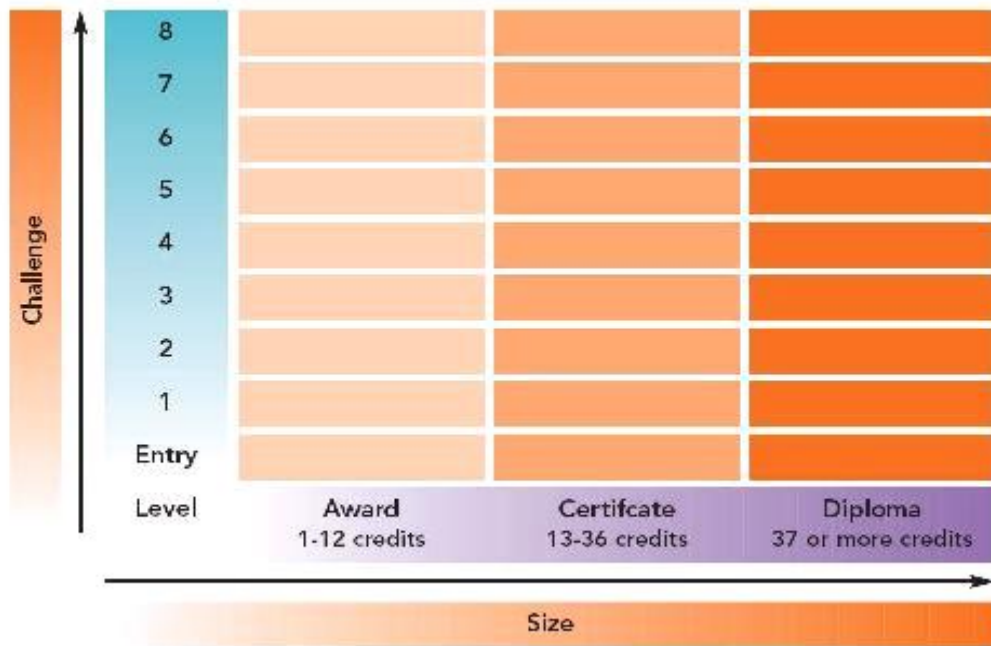 Challenge
8
7
6
5
4
3
2
1
Entry
Level
Award
1-12 credits
Certifcate
13-36 credits
Diploma
37 or more credits
Size